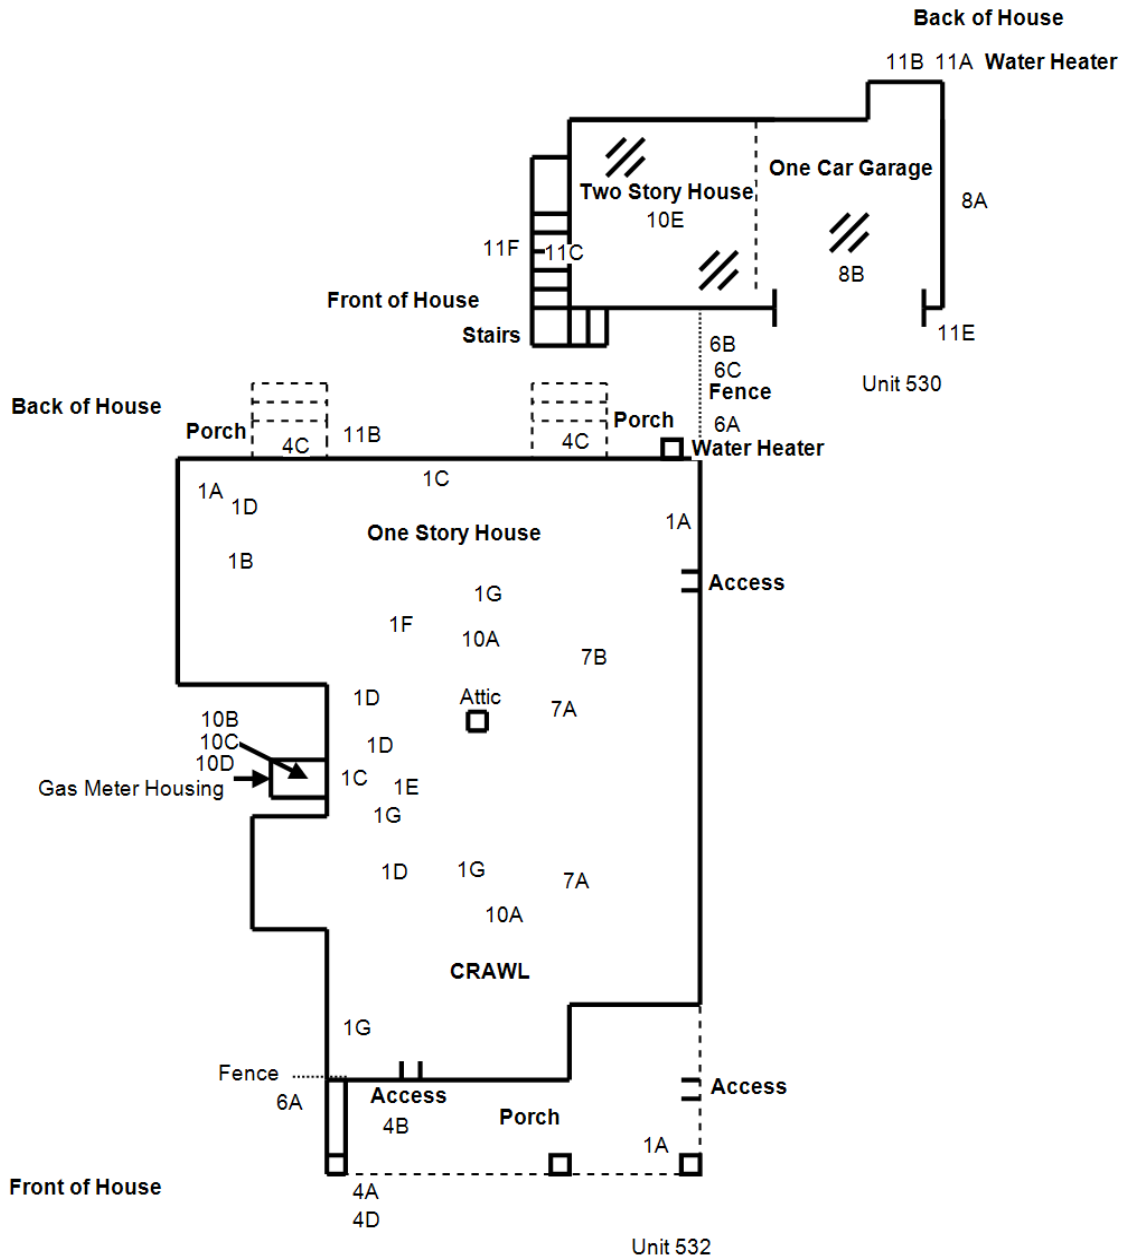 Back of House
11B 11A Water Heater
One Car Garage
Two Story House
10E
8A
11F
11C
8B
Front of House
Stairs
11E
6B
6C
Unit 530
Fence
Back of House
Porch
4C
11B
4C
Porch
6A
Water Heater
1C
1A
1D
1A
One Story House
1B
Access
1G
1F
10A
7B
1D
Attic
7A
10B
10C
10D
1D
Gas Meter Housing
1C
1E
1G
1D
1G
7A
10A
CRAWL
1G
Fence
6A
Access
4B
Porch
Access
1A
Front of House
4A
4D
Unit 532